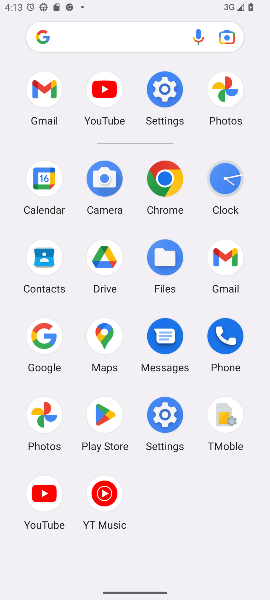 4:13
3G
Gmail YouTube Settings Photos
16
Calendar Camera Chrome Clock
Contacts Drive Files Gmail
Google Maps Messages Phone
Photos Play Store Settings TMoble
YouTube YT Music